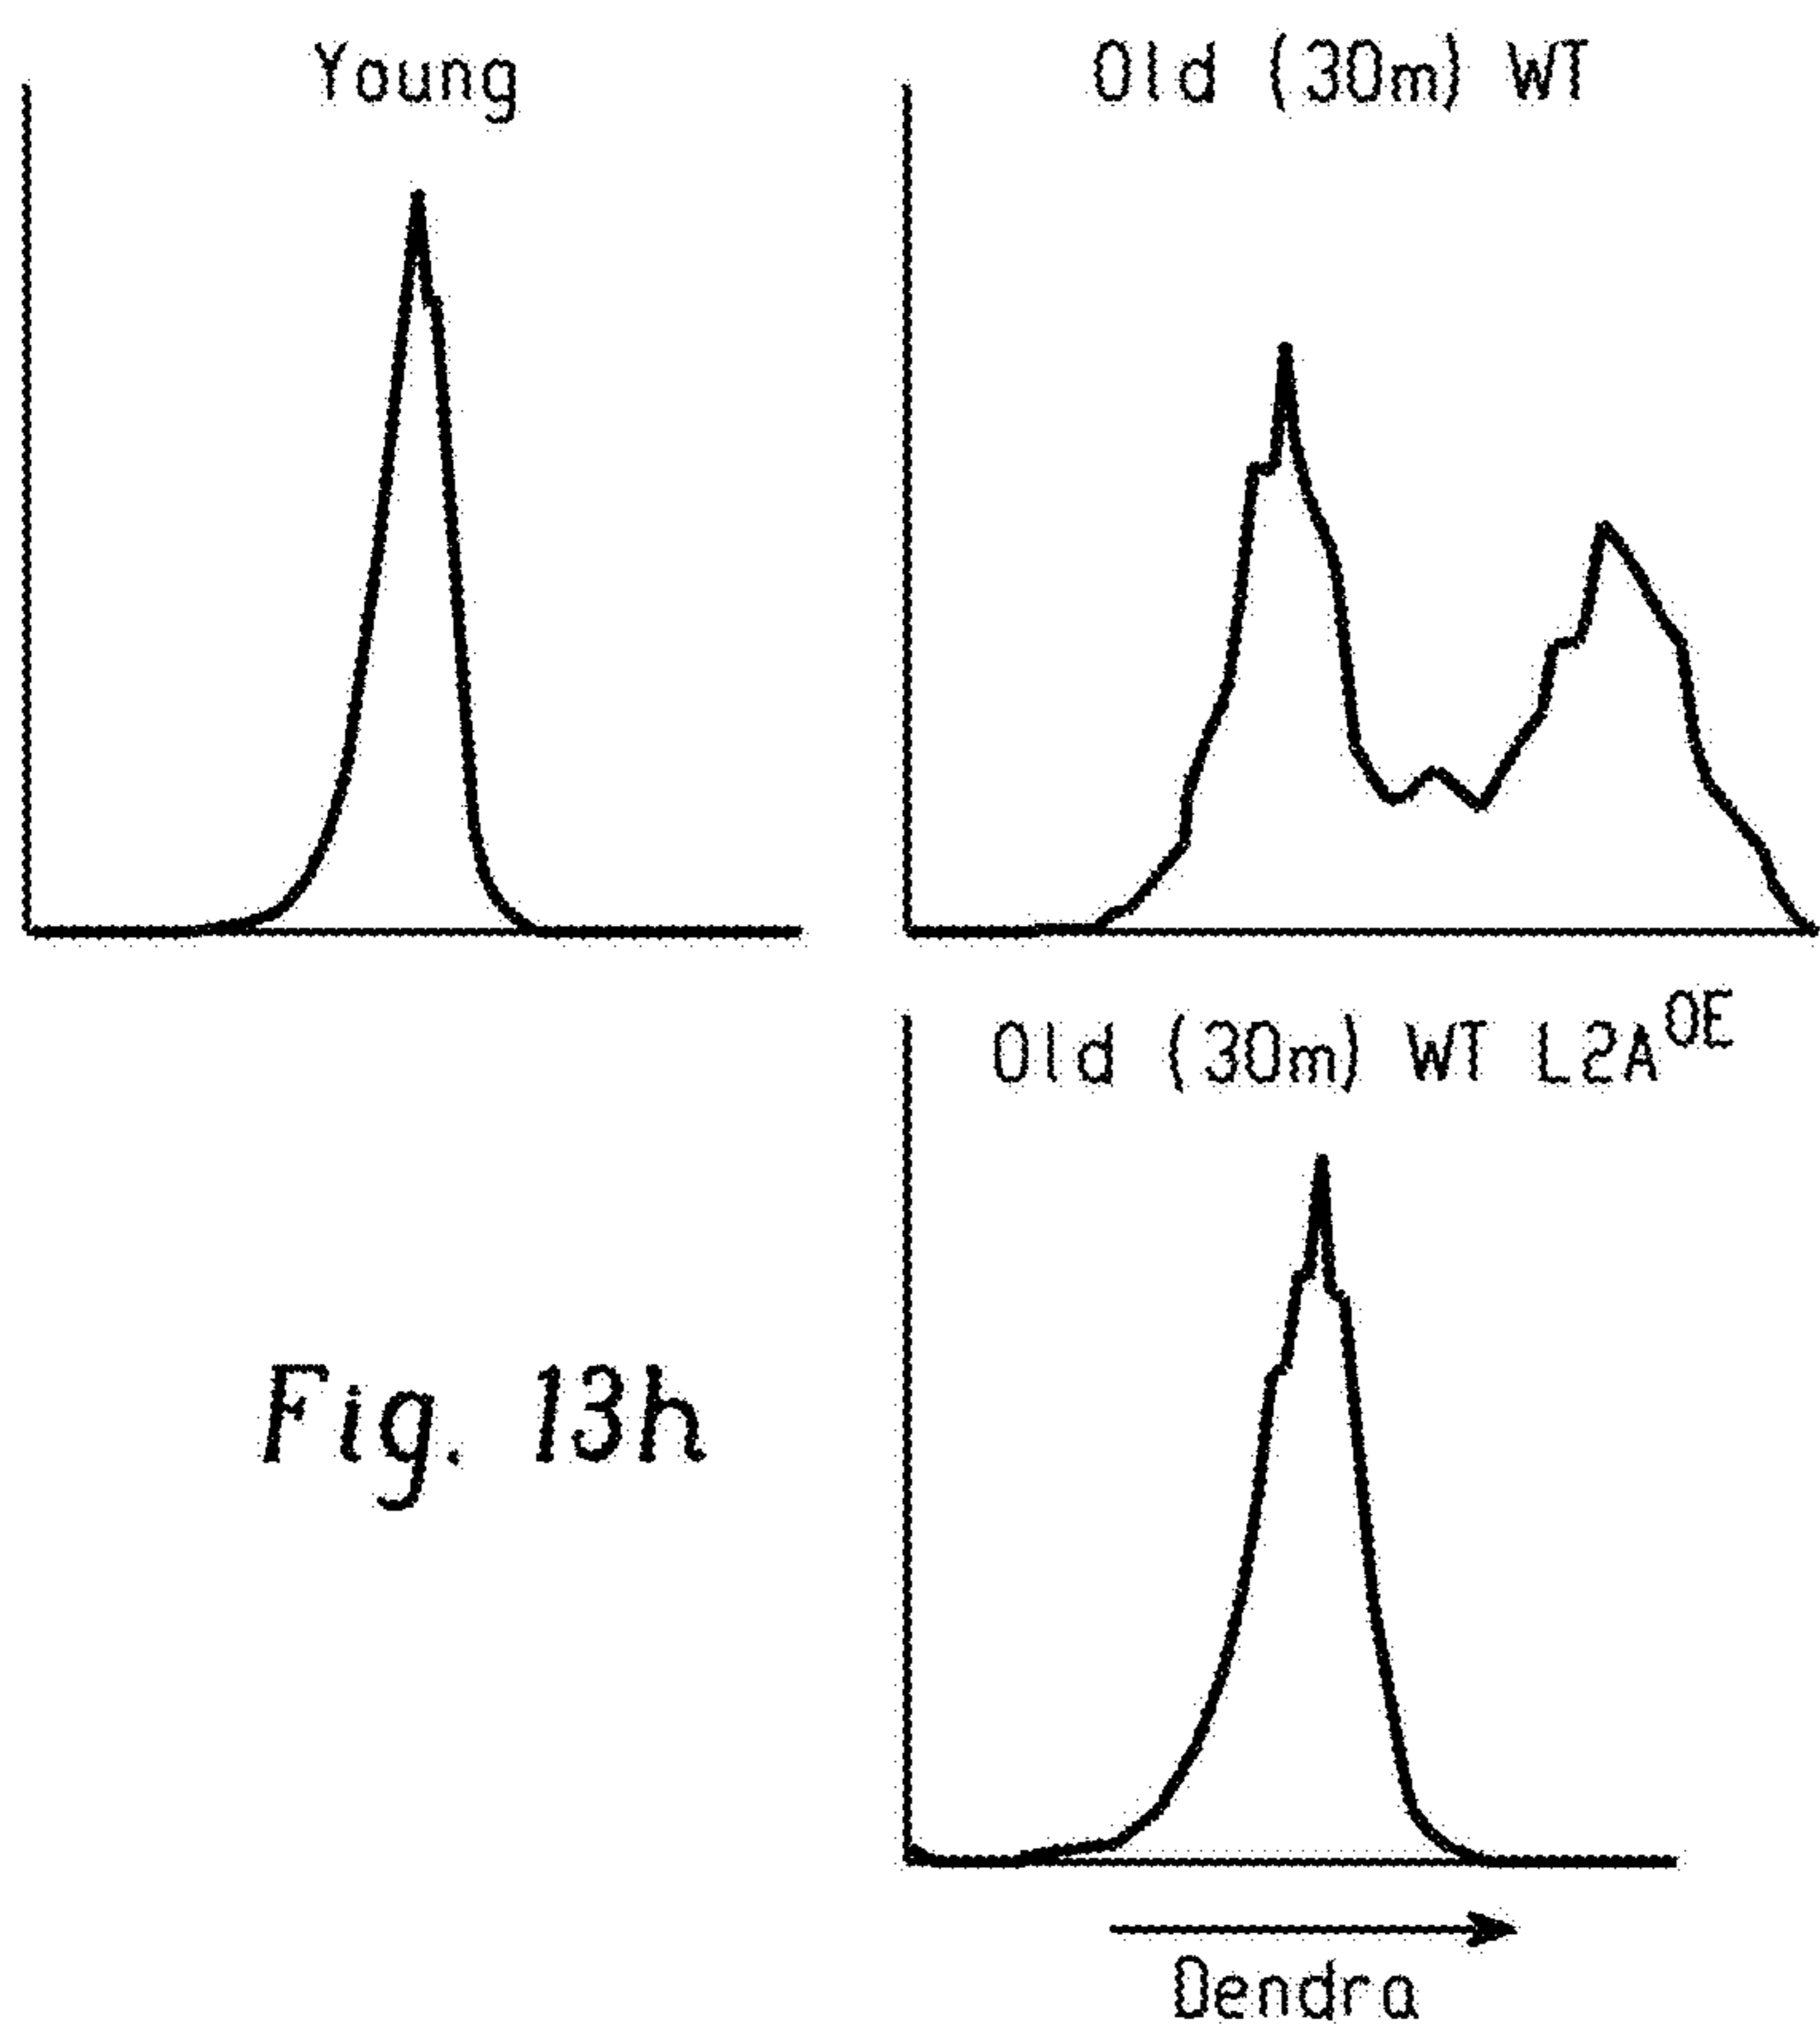 Young
Old (30m) WT
Old (30m) WT L2A^OE
Fig. 13h
Dendra